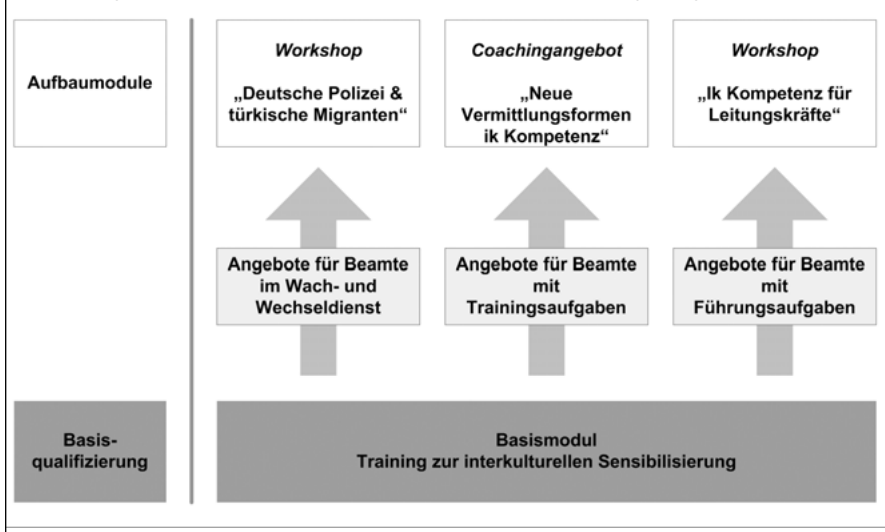 Aufbaumodule
Workshop
„Deutsche Polizei &
türkische Migranten“
Coachingangebot
„Neue
Vermittlungsformen
ik Kompetenz“
Workshop
„Ik Kompetenz für
Leitungskräfte“
Angebote für Beamte
im Wach- und
Wechseldienst
Angebote für Beamte
mit
Trainingsaufgaben
Angebote für Beamte
mit
Führungsaufgaben
Basis-
qualifizierung
Basismodul
Training zur interkulturellen Sensibilisierung